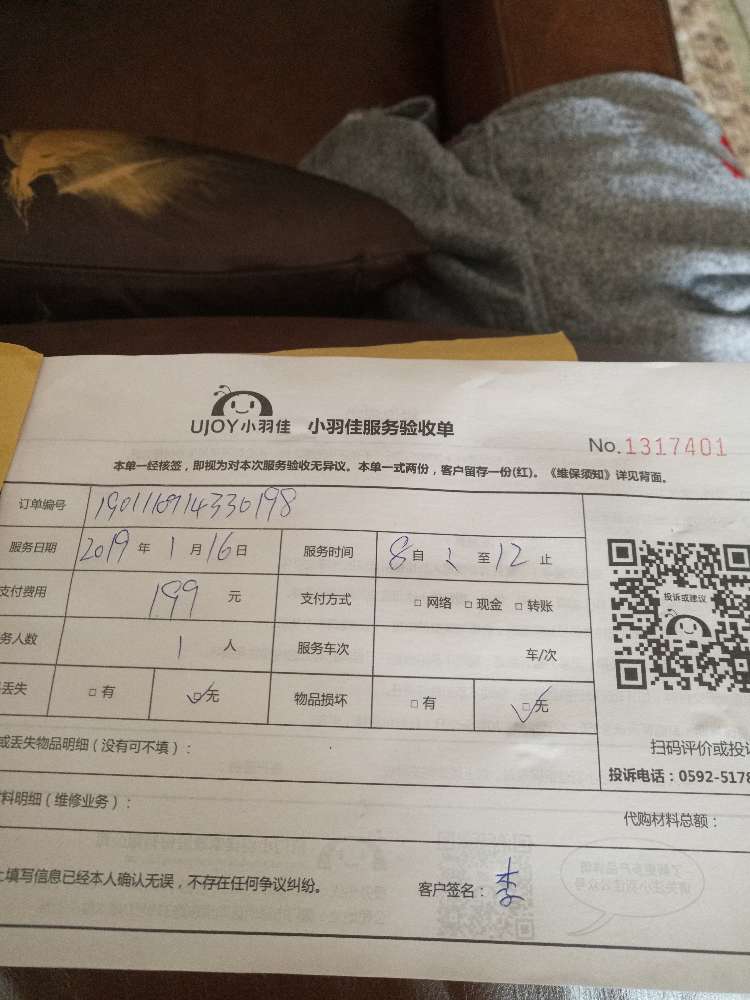 UJOY小羽佳 小羽佳服务验收单
No.1317401
本单一经核签，即视为对本次服务验收无异议。本单一式两份，客户留存一份(红)。《维保须知》详见背面。
订单编号 190116914330198
服务日期 2019 年 1 月 16 日 服务时间 8 自 至 12 止
支付费用 199 元 支付方式 □ 网络 □ 现金 □ 转账
务人数 1 人 服务车次 车/次
丢失 □ 有 □ 无 物品损坏 □ 有 □ 无
投诉或建议
或丢失物品明细（没有可不填）：
扫码评价或投诉
投诉电话：0592-5178
料明细（维修业务）：
代购材料总额：
上填写信息已经本人确认无误，不存在任何争议纠纷。 客户签名：李